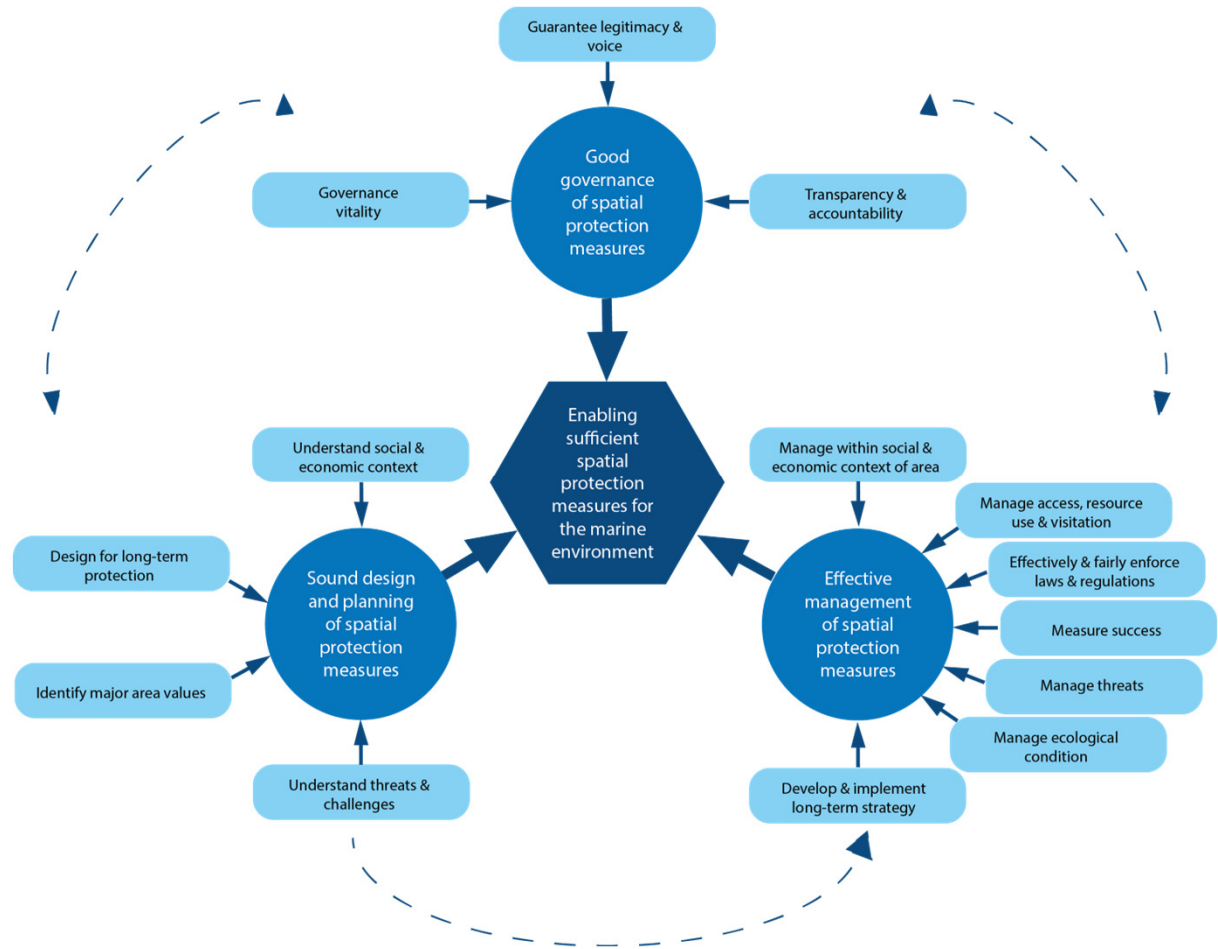 Guarantee legitimacy &
voice
Good
governance
of spatial
protection
measures
Governance
vitality
Transparency &
accountability
Enabling
sufficient
spatial
protection
measures for
the marine
environment
Understand social &
economic context
Design for long-term
protection
Sound design
and planning
of spatial
protection
measures
Identify major area values
Understand threats &
challenges
Manage within social &
economic context of area
Manage access, resource
use & visitation
Effectively & fairly enforce
laws & regulations
Effective
management
of spatial
protection
measures
Measure success
Manage threats
Manage ecological
condition
Develop & implement
long-term strategy